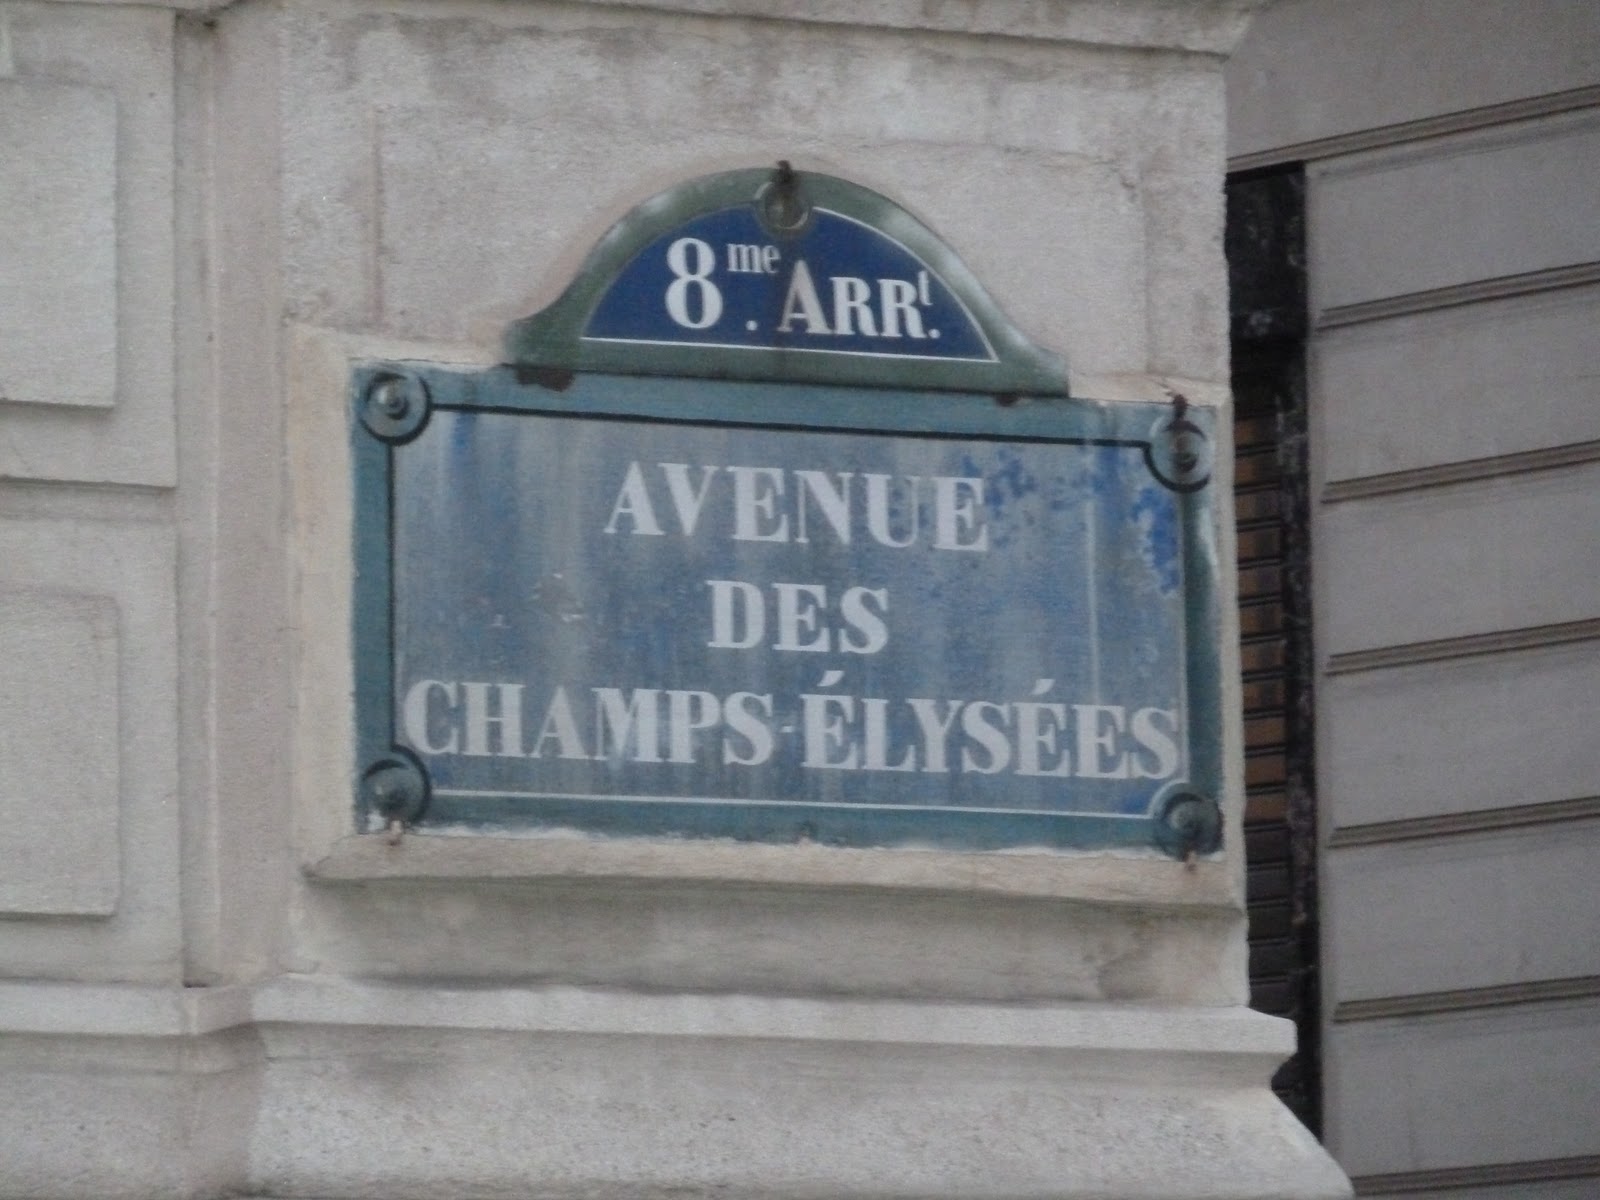 8me. ARRt.
AVENUE
DES
CHAMPS-ÉLYSÉES